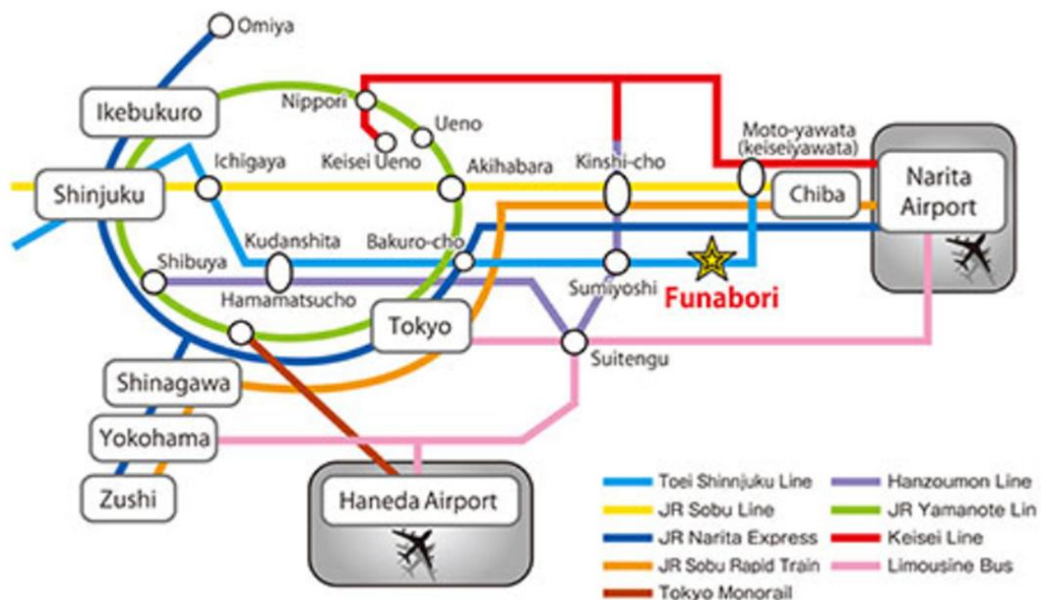 Omiya
Ikebukuro
Nippori
Ueno
Keisei Ueno
Moto-yawata
(keiseiyawata)
Ichigaya
Akihabara
Kinshi-cho
Shinjuku
Chiba
Narita
Airport
Kudanshita
Bakuro-cho
Shibuya
Hamamatsucho
Sumiyoshi
Funabori
Tokyo
Suitengu
Shinagawa
Yokohama
Zushi
Haneda Airport
Toei Shinnjuku Line
JR Sobu Line
JR Narita Express
JR Sobu Rapid Train
Tokyo Monorail
Hanzoumon Line
JR Yamanote Lin
Keisei Line
Limousine Bus